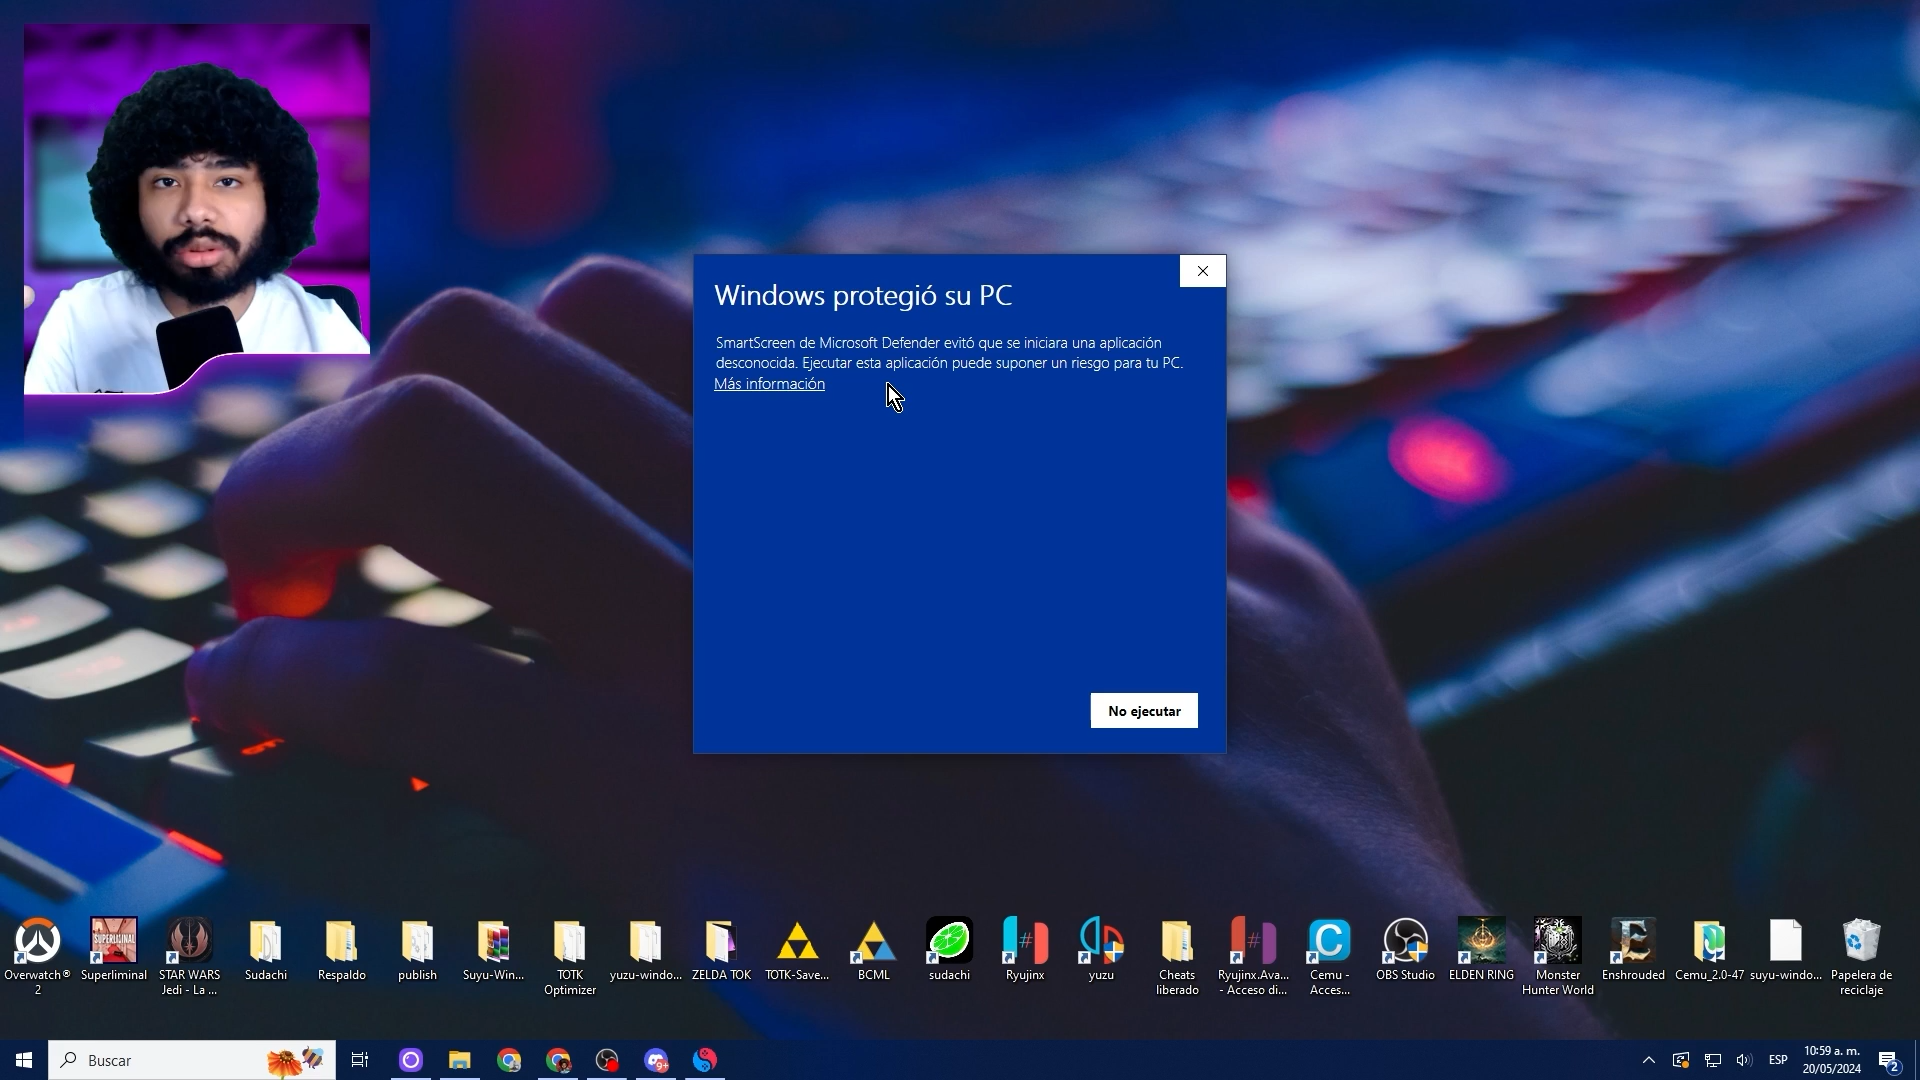 Windows protegió su PC
SmartScreen de Microsoft Defender evitó que se iniciara una aplicación
desconocida. Ejecutar esta aplicación puede suponer un riesgo para tu PC.
Más información
No ejecutar
Overwatch®
2
SUPERLIMINAL
Superliminal
STAR WARS
Jedi - La ...
Sudachi
Respaldo
publish
Suyu-Win...
TOTK
Optimizer
yuzu-windo...
ZELDA TOK
TOTK-Save...
BCML
sudachi
Ryujinx
yuzu
Cheats
liberado
Ryujinx.Ava...
- Acceso di...
Cemu -
Acces...
OBS Studio
ELDEN RING
Monster
Hunter World
Enshrouded
Cemu_2.0-47
suyu-windo...
Papelera de
reciclaje
Buscar
9+
ESP
10:59 a. m.
20/05/2024
2